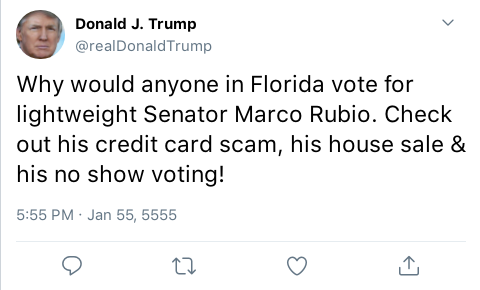 Donald J. Trump
@realDonaldTrump
Why would anyone in Florida vote for
lightweight Senator Marco Rubio. Check
out his credit card scam, his house sale &
his no show voting!
5:55 PM · Jan 55, 5555